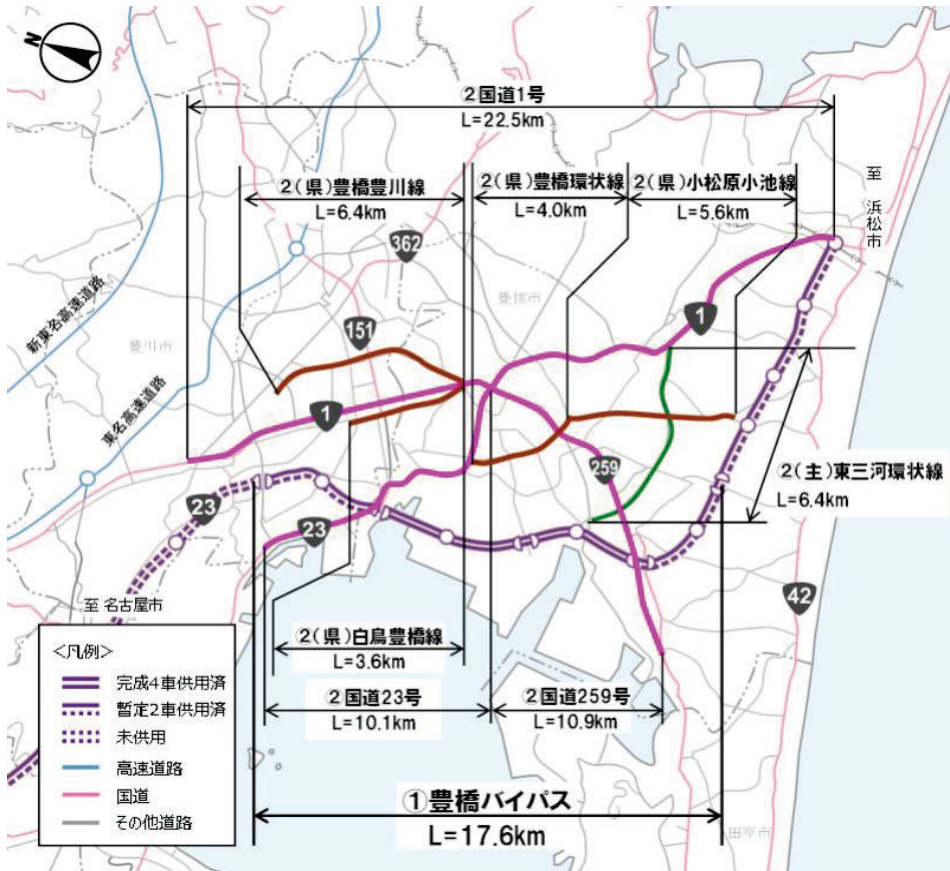 N
②国道1号
L=22.5km
②(県)豊橋豊川線
L=6.4km
②(県)豊橋環状線
L=4.0km
②(県)小松原小池線
L=5.6km
至 浜松市
362
新東名高速道路
豊橋市
1
151
豊川市
東名高速道路
1
259
②(主)東三河環状線
L=6.4km
23
23
42
至 名古屋市
②(県)白鳥豊橋線
L=3.6km
②国道23号
L=10.1km
②国道259号
L=10.9km
①豊橋バイパス
L=17.6km
田原市
<凡例>
完成4車供用済
暫定2車供用済
未供用
高速道路
国道
その他道路